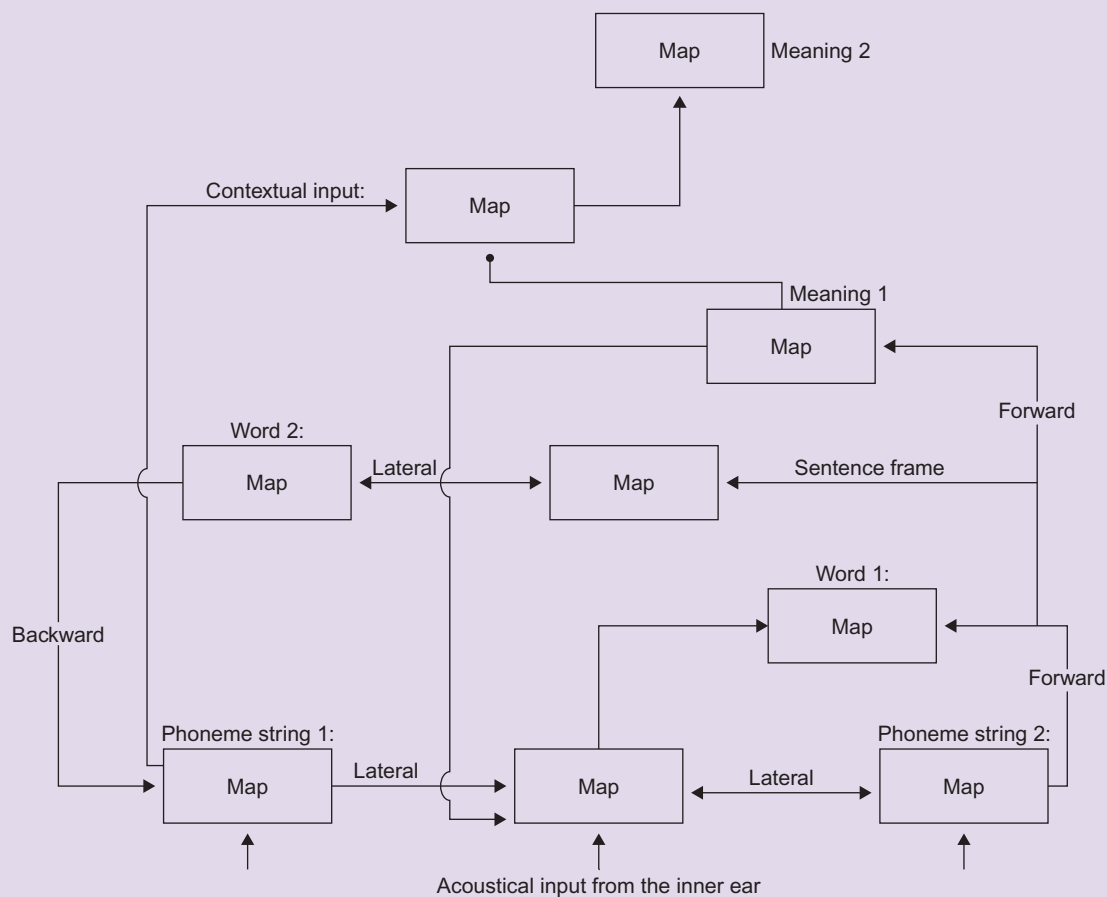 Map
Meaning 2
Contextual input:
Map
Meaning 1
Map
Forward
Word 2:
Map
Lateral
Map
Sentence frame
Word 1:
Map
Backward
Forward
Phoneme string 1:
Map
Lateral
Map
Lateral
Phoneme string 2:
Map
Acoustical input from the inner ear